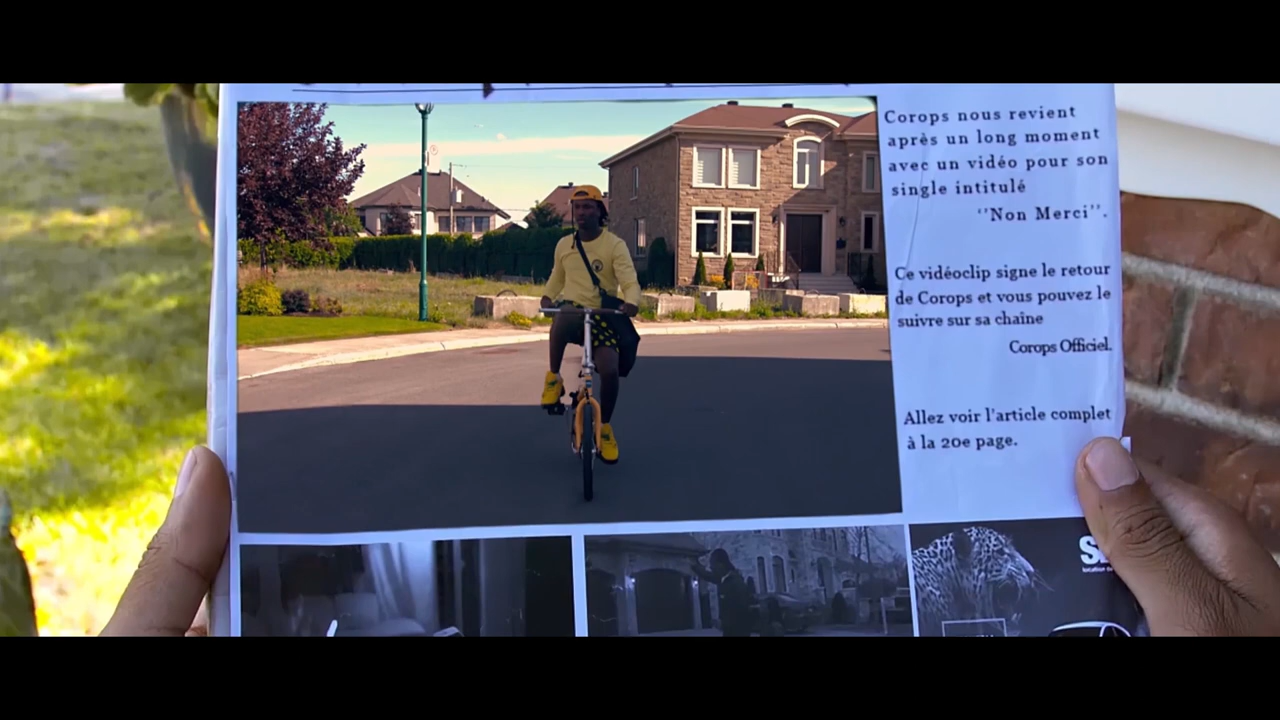 Corops nous revient
après un long moment
avec un vidéo pour son
single intitulé
‘‘Non Merci’’.
Ce vidéoclip signe le retour
de Corops et vous pouvez le
suivre sur sa chaîne
Corops Officiel.
Allez voir l'article complet
à la 20e page.